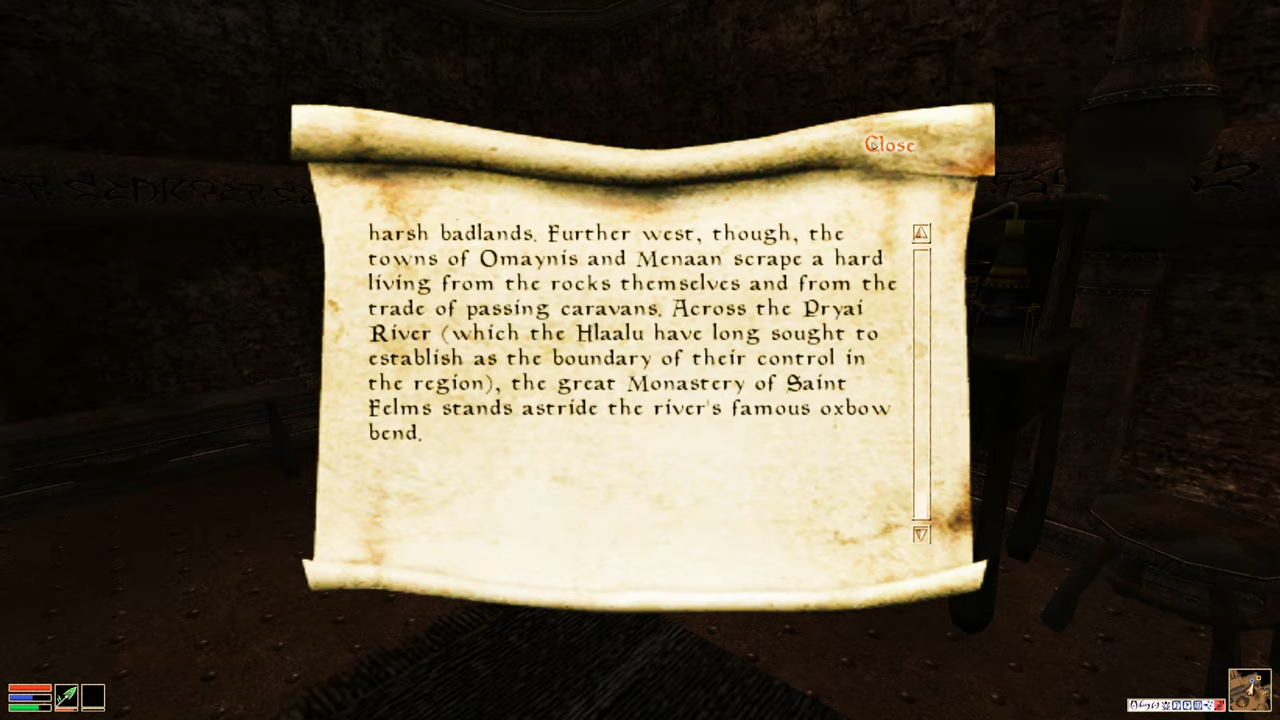 Close
harsh badlands. Further west, though, the
towns of Omaynis and Menaan scrape a hard
living from the rocks themselves and from the
trade of passing caravans. Across the Pryai
River (which the Hlaalu have long sought to
establish as the boundary of their control in
the region), the great Monastery of Saint
Felms stands astride the river's famous oxbow
bend.